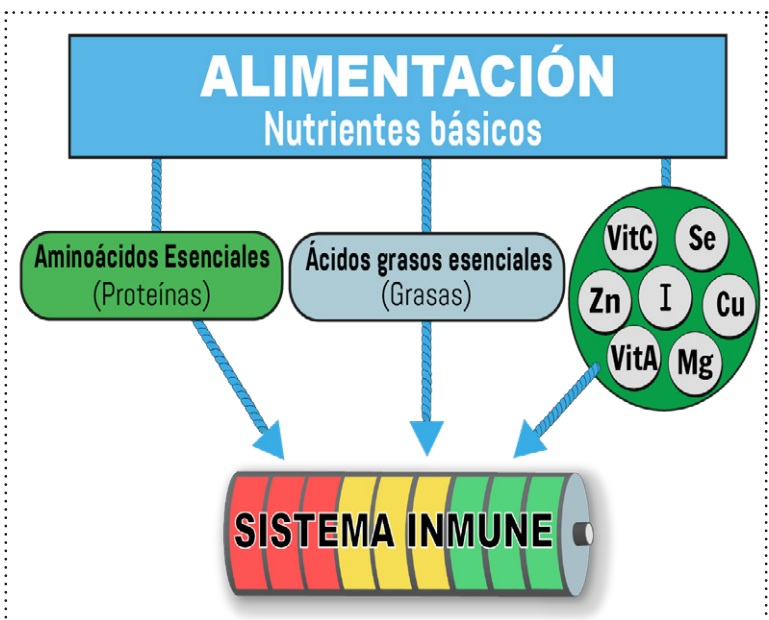 ALIMENTACIÓN
Nutrientes básicos
Aminoácidos Esenciales
(Proteínas)
Ácidos grasos esenciales
(Grasas)
VitC
Se
Zn
I
Cu
VitA
Mg
SISTEMA INMUNE